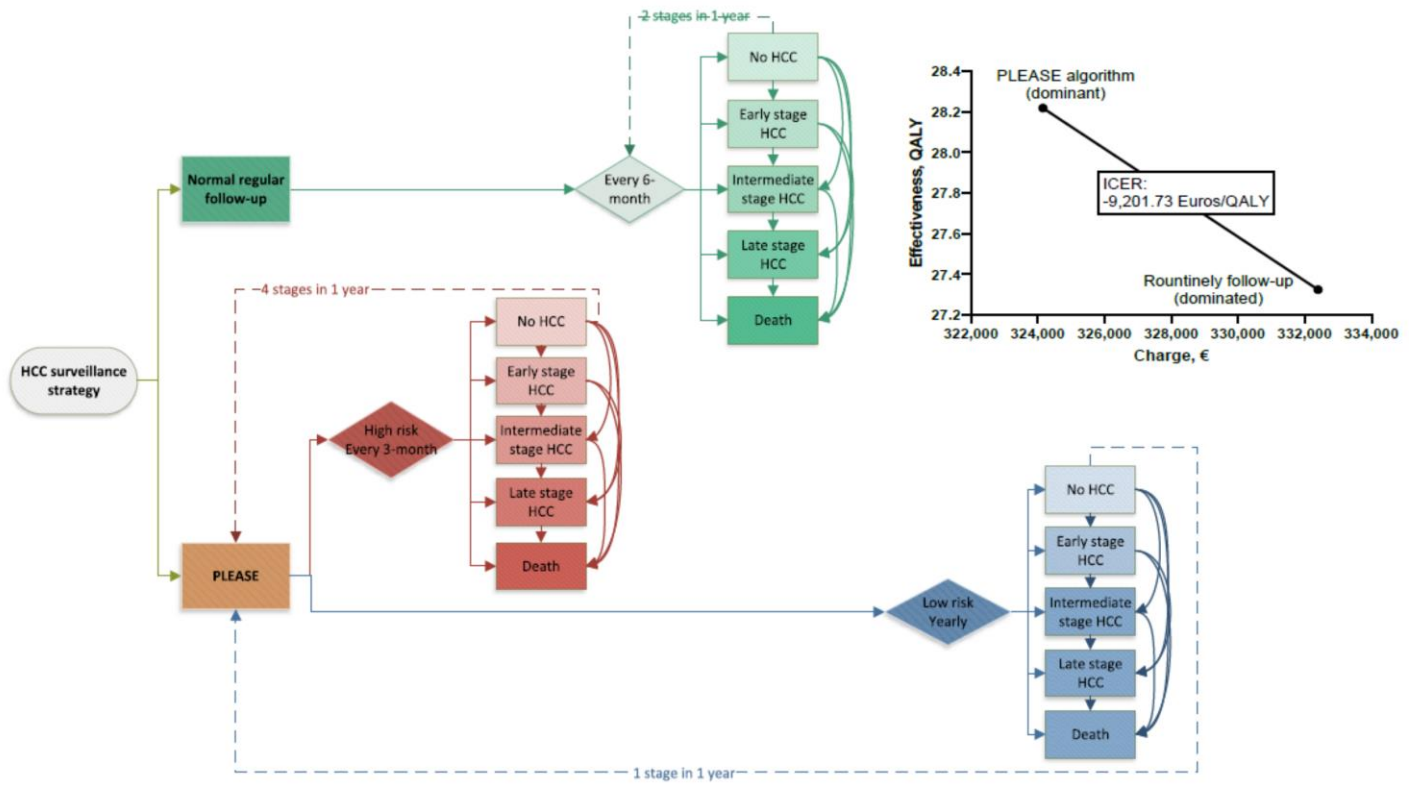 2 stages in 1 year
No HCC
Early stage
HCC
Intermediate
stage HCC
Late stage
HCC
Death
Normal regular
follow-up
Every 6-
month
28.4
28.2
28.0
27.8
27.6
27.4
27.2
Effectiveness, QALY
PLEASE algorithm
(dominant)
ICER:
-9,201.73 Euros/QALY
Rountinely follow-up
(dominated)
322,000 324,000 326,000 328,000 330,000 332,000 334,000
Charge, €
HCC surveillance
strategy
4 stages in 1 year
High risk
Every 3-month
No HCC
Early stage
HCC
Intermediate
stage HCC
Late stage
HCC
Death
PLEASE
Low risk
Yearly
No HCC
Early stage
HCC
Intermediate
stage HCC
Late stage
HCC
Death
1 stage in 1 year